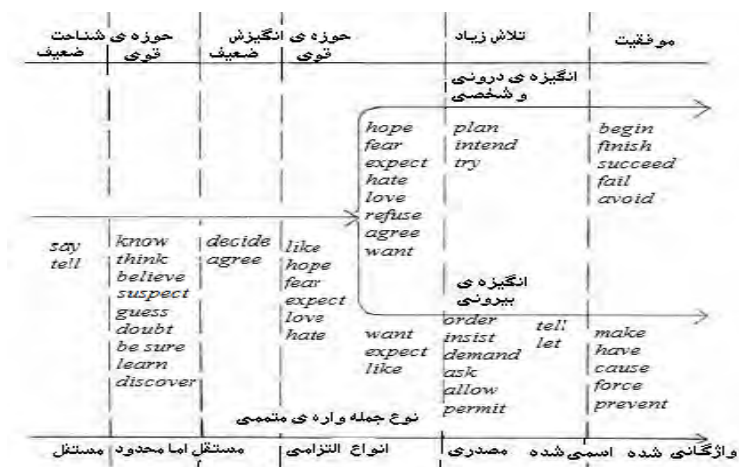 حوزه ی شناخت حوزه ی انگیزش تلاش زیاد موفقیت
ضعیف قوی ضعیف قوی
انگیزه ی درونی
و شخصی
hope
fear
expect
hate
love
refuse
agree
want
plan
intend
try
begin
finish
succeed
fail
avoid
say
tell
know
think
believe
suspect
guess
doubt
be sure
learn
discover
decide
agree
like
hope
fear
expect
love
hate
انگیزه ی
بیرونی
want
expect
like
order
insist
demand
ask
allow
permit
tell
let
make
have
cause
force
prevent
نوع جمله واره ی متممی
مستقل مستقل اما محدود انواع التزامی مصدری اسمی شده واژگانی شده